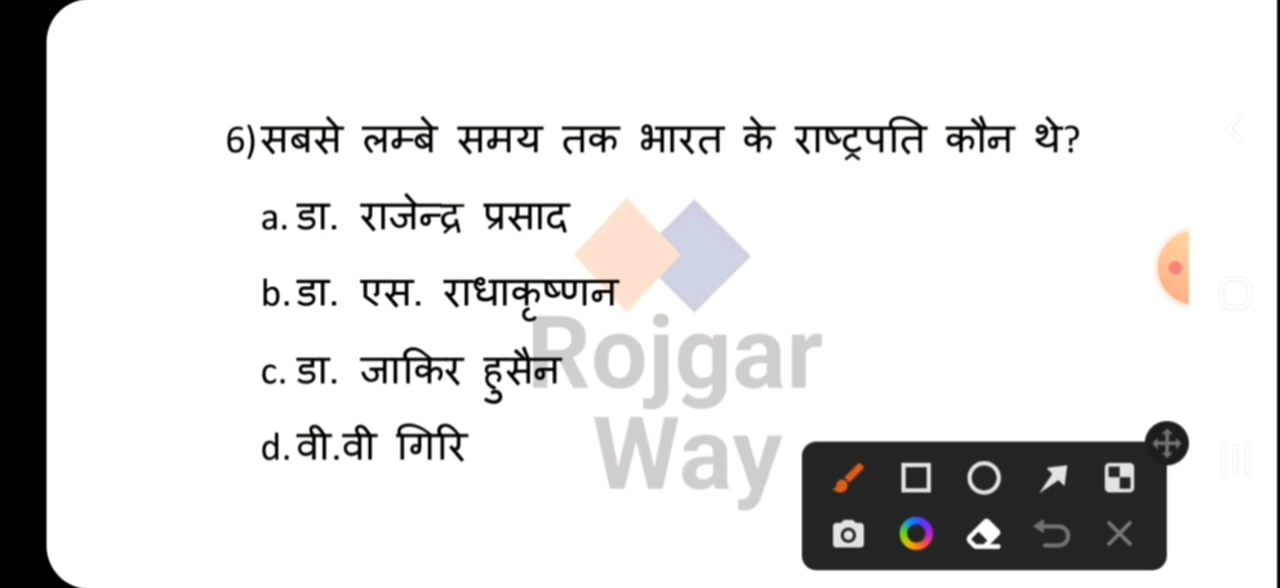 6)सबसे लम्बे समय तक भारत के राष्ट्रपति कौन थे?
a. डा. राजेन्द्र प्रसाद
b. डा. एस. राधाकृष्णन
c. डा. जाकिर हुसैन
d. वी.वी गिरि
Rojgar
Way